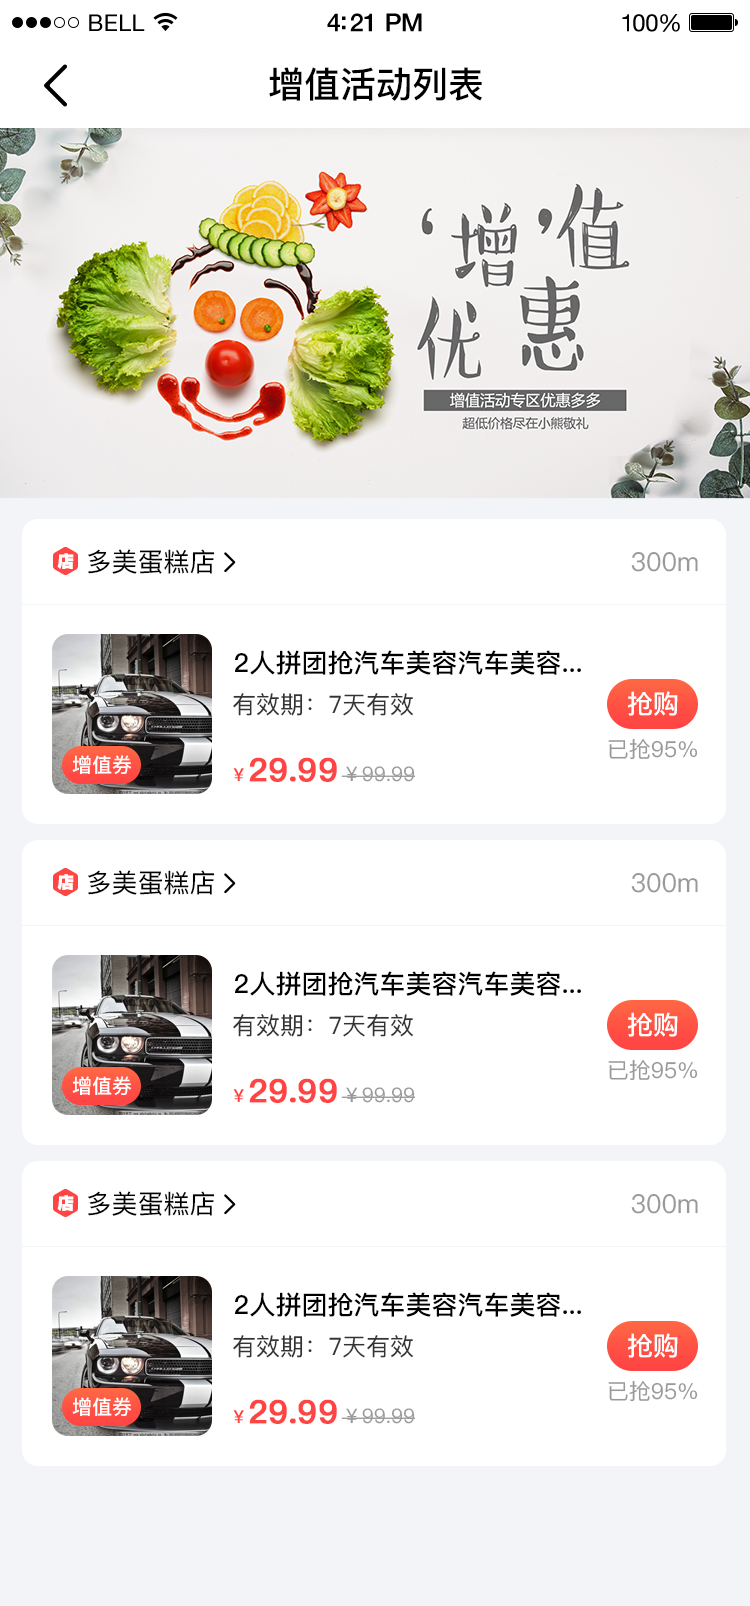 BELL 4:21 PM 100%
增值活动列表
‘增’值
优惠
增值活动专区优惠多多
超低价格尽在小熊敬礼
店 多美蛋糕店 300m
2人拼团抢汽车美容汽车美容...
有效期：7天有效
抢购
已抢95%
增值券
¥29.99 ¥99.99
店 多美蛋糕店 300m
2人拼团抢汽车美容汽车美容...
有效期：7天有效
抢购
已抢95%
增值券
¥29.99 ¥99.99
店 多美蛋糕店 300m
2人拼团抢汽车美容汽车美容...
有效期：7天有效
抢购
已抢95%
增值券
¥29.99 ¥99.99